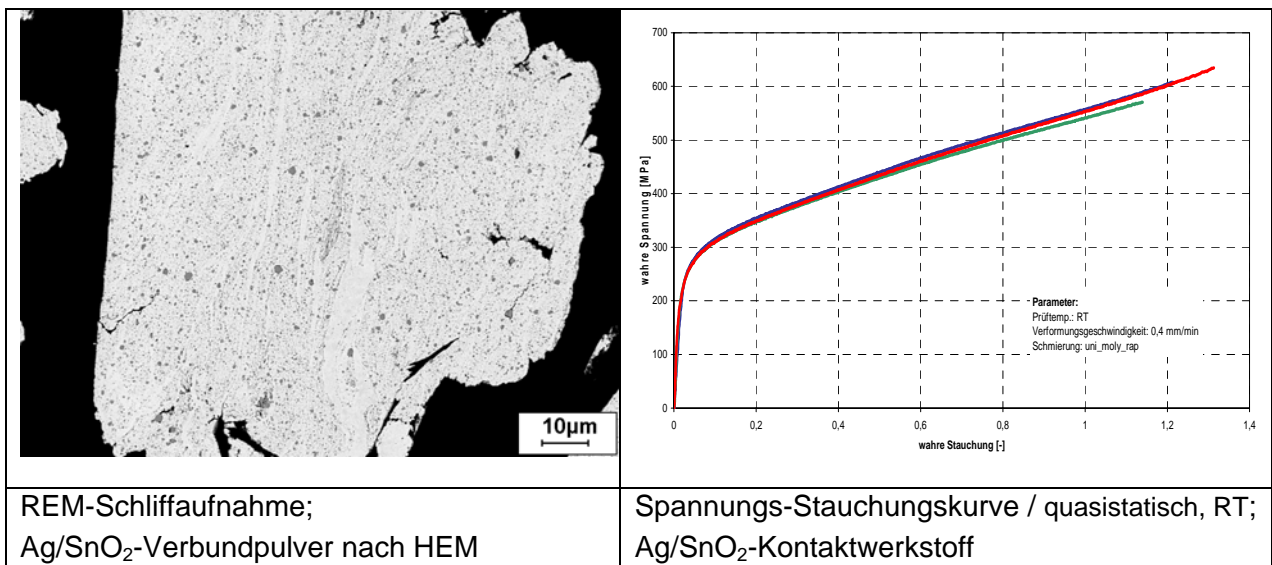 10µm
700
600
500
400
300
200
100
0
wahre Spannung [MPa]
0 0,2 0,4 0,6 0,8 1 1,2 1,4
wahre Stauchung [-]
Parameter:
Prüftemp.: RT
Verformungsgeschwindigkeit: 0,4 mm/min
Schmierung: uni_moly_rap
REM-Schliffaufnahme;
Ag/SnO₂-Verbundpulver nach HEM
Spannungs-Stauchungskurve / quasistatisch, RT;
Ag/SnO₂-Kontaktwerkstoff